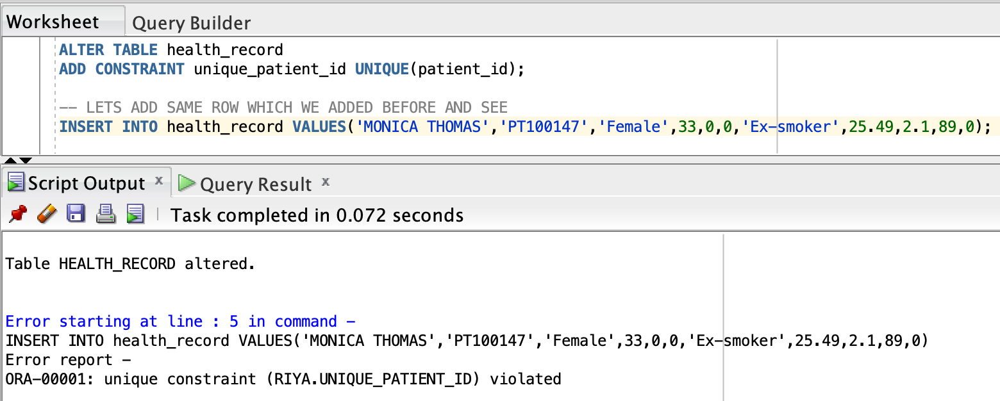 Worksheet Query Builder
ALTER TABLE health_record
ADD CONSTRAINT unique_patient_id UNIQUE(patient_id);
-- LETS ADD SAME ROW WHICH WE ADDED BEFORE AND SEE
INSERT INTO health_record VALUES('MONICA THOMAS','PT100147','Female',33,0,0,'Ex-smoker',25.49,2.1,89,0);
Script Output x Query Result x
Task completed in 0.072 seconds
Table HEALTH_RECORD altered.
Error starting at line : 5 in command -
INSERT INTO health_record VALUES('MONICA THOMAS','PT100147','Female',33,0,0,'Ex-smoker',25.49,2.1,89,0)
Error report -
ORA-00001: unique constraint (RIYA.UNIQUE_PATIENT_ID) violated